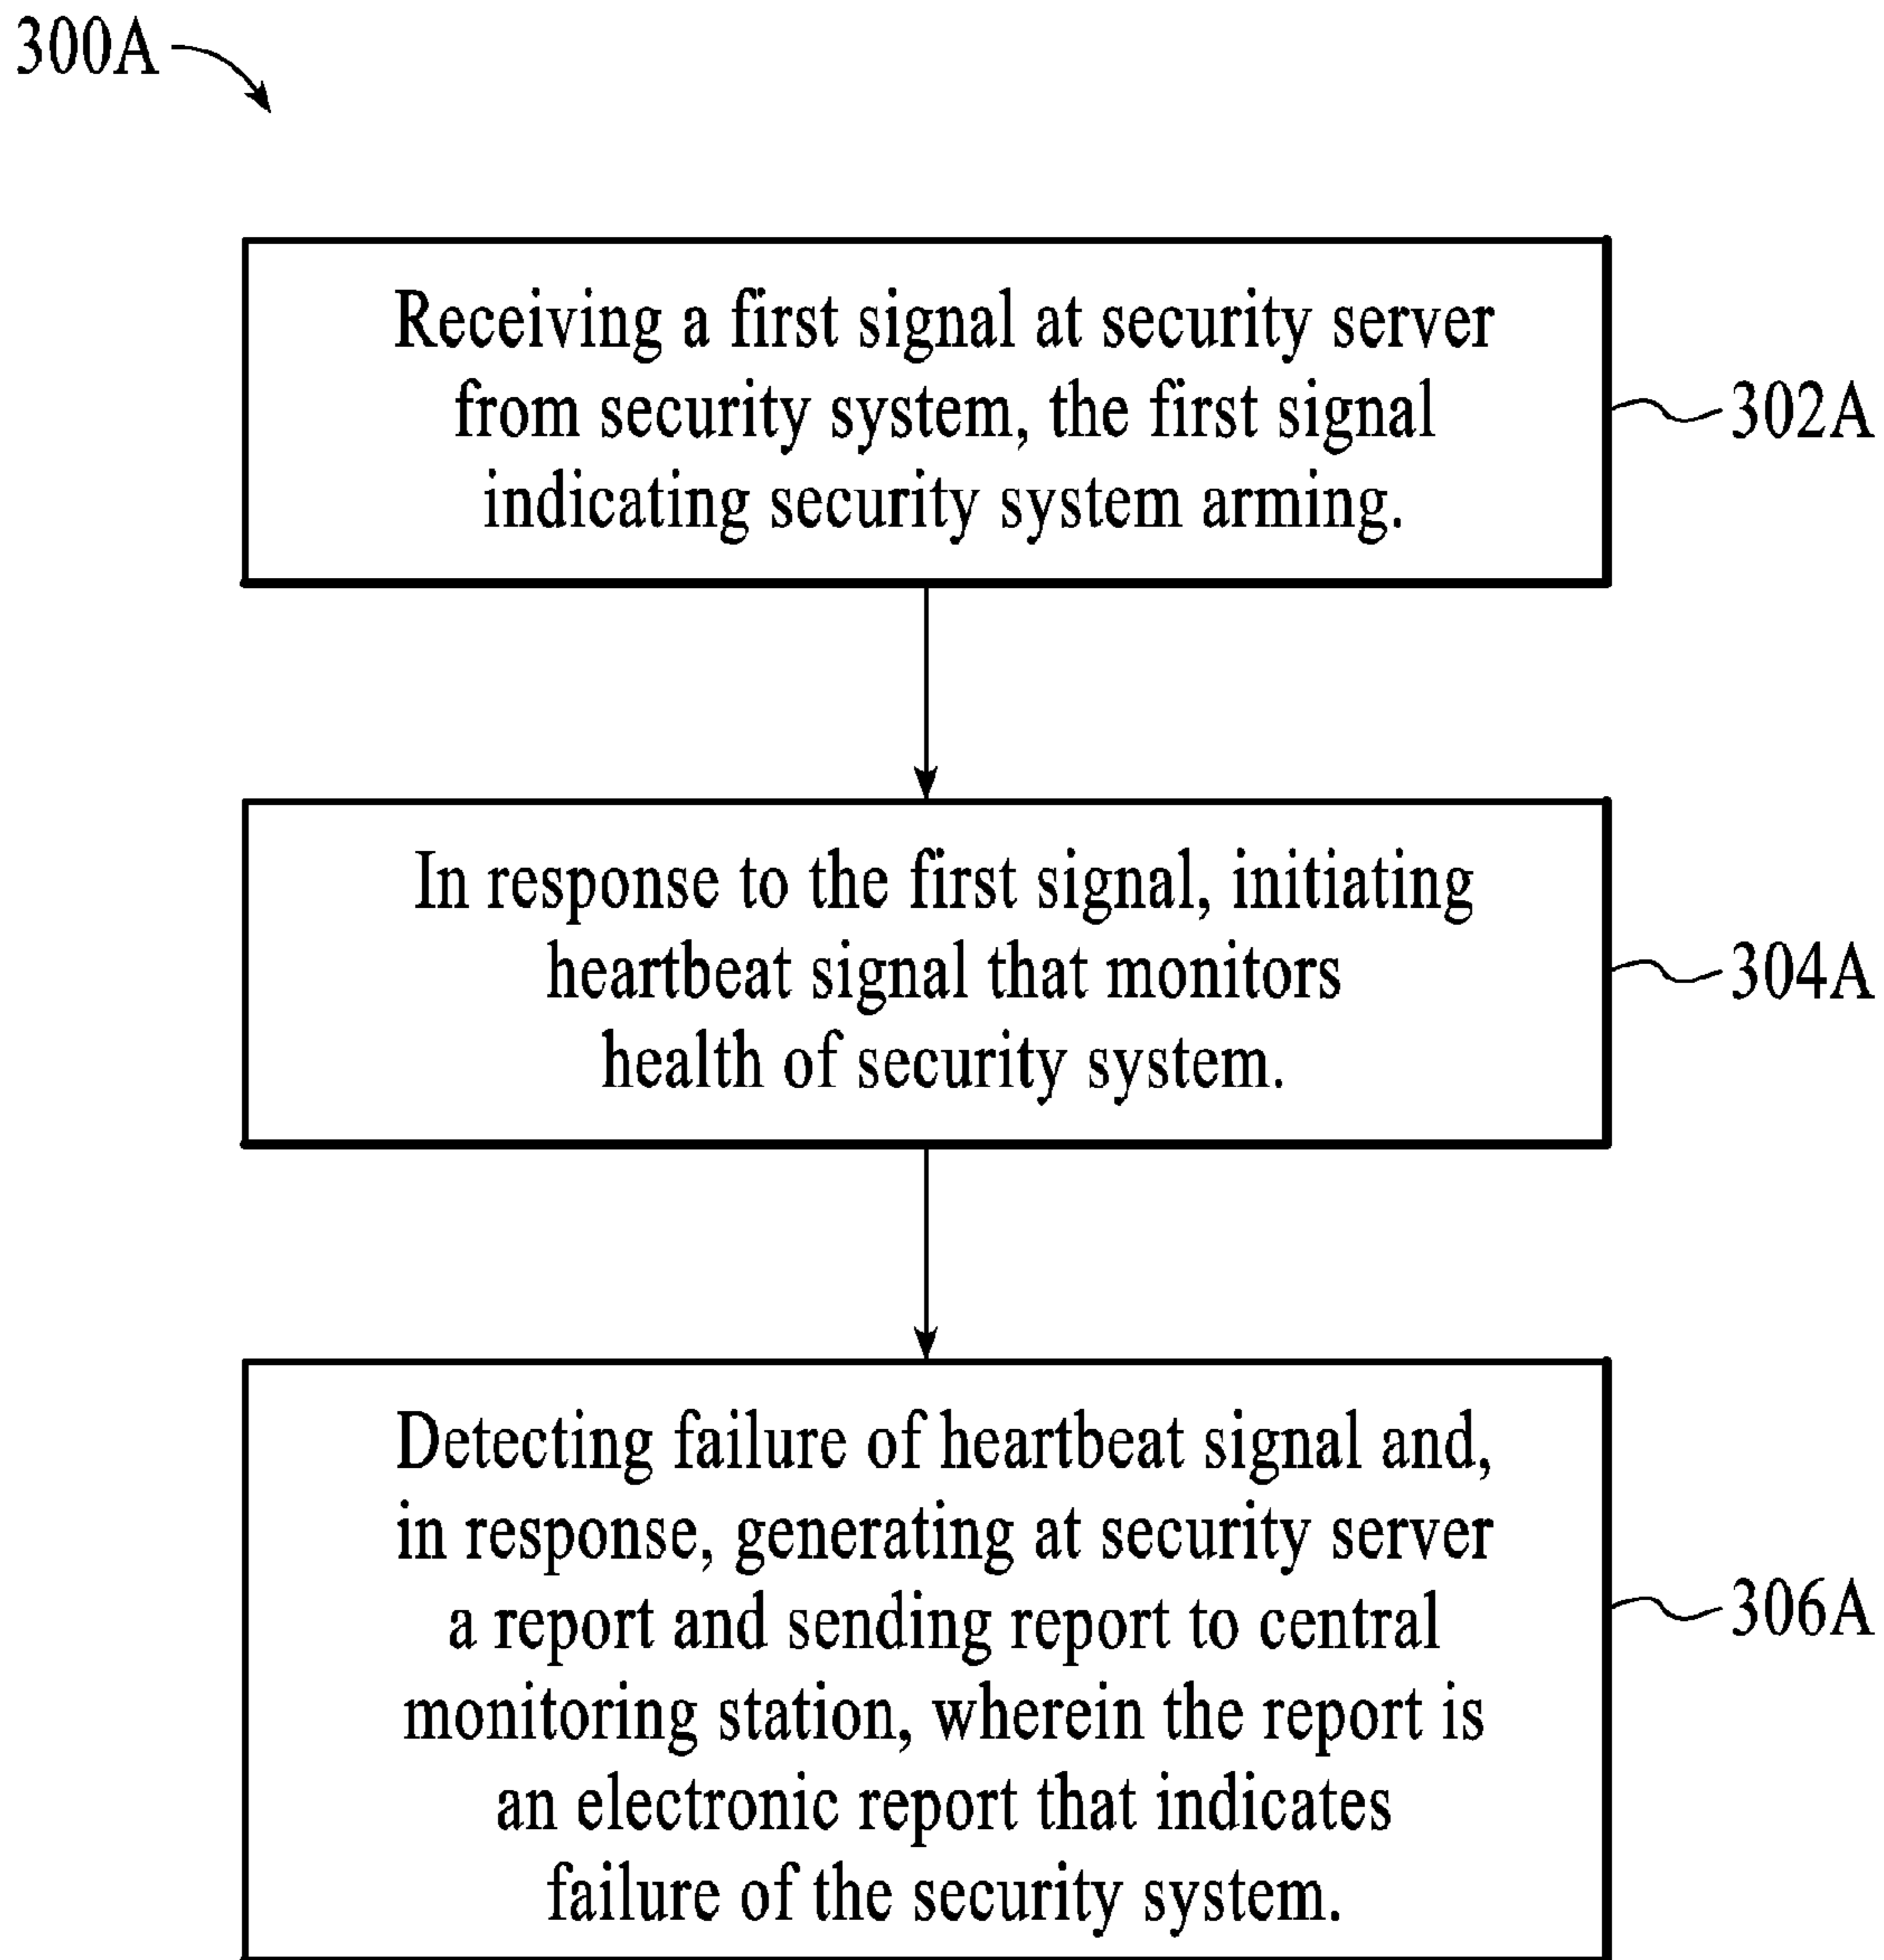 300A
Receiving a first signal at security server
from security system, the first signal
indicating security system arming.
302A
In response to the first signal, initiating
heartbeat signal that monitors
health of security system.
304A
Detecting failure of heartbeat signal and,
in response, generating at security server
a report and sending report to central
monitoring station, wherein the report is
an electronic report that indicates
failure of the security system.
306A